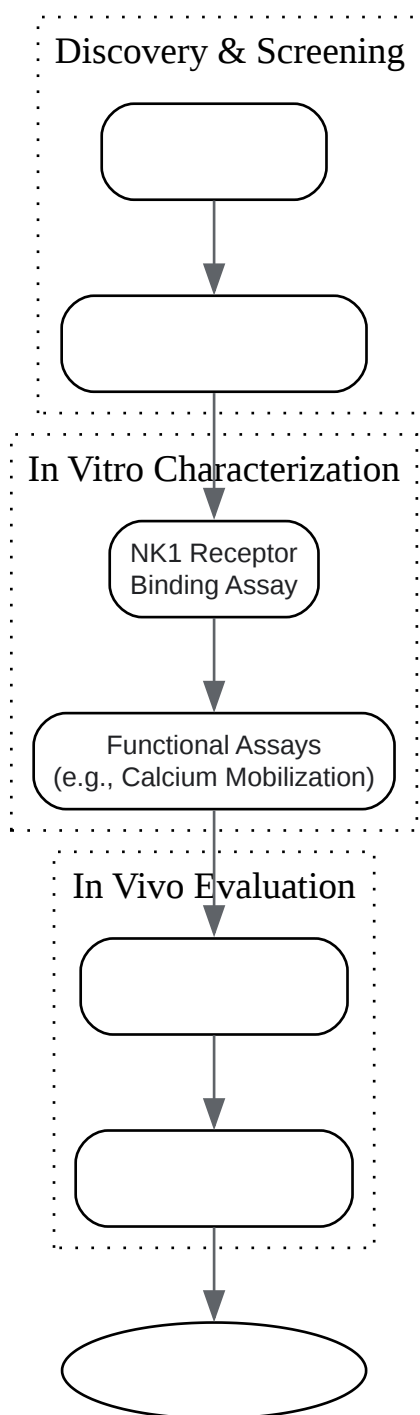 Discovery & Screening
In Vitro Characterization
NK1 Receptor
Binding Assay
Functional Assays
(e.g., Calcium Mobilization)
In Vivo Evaluation